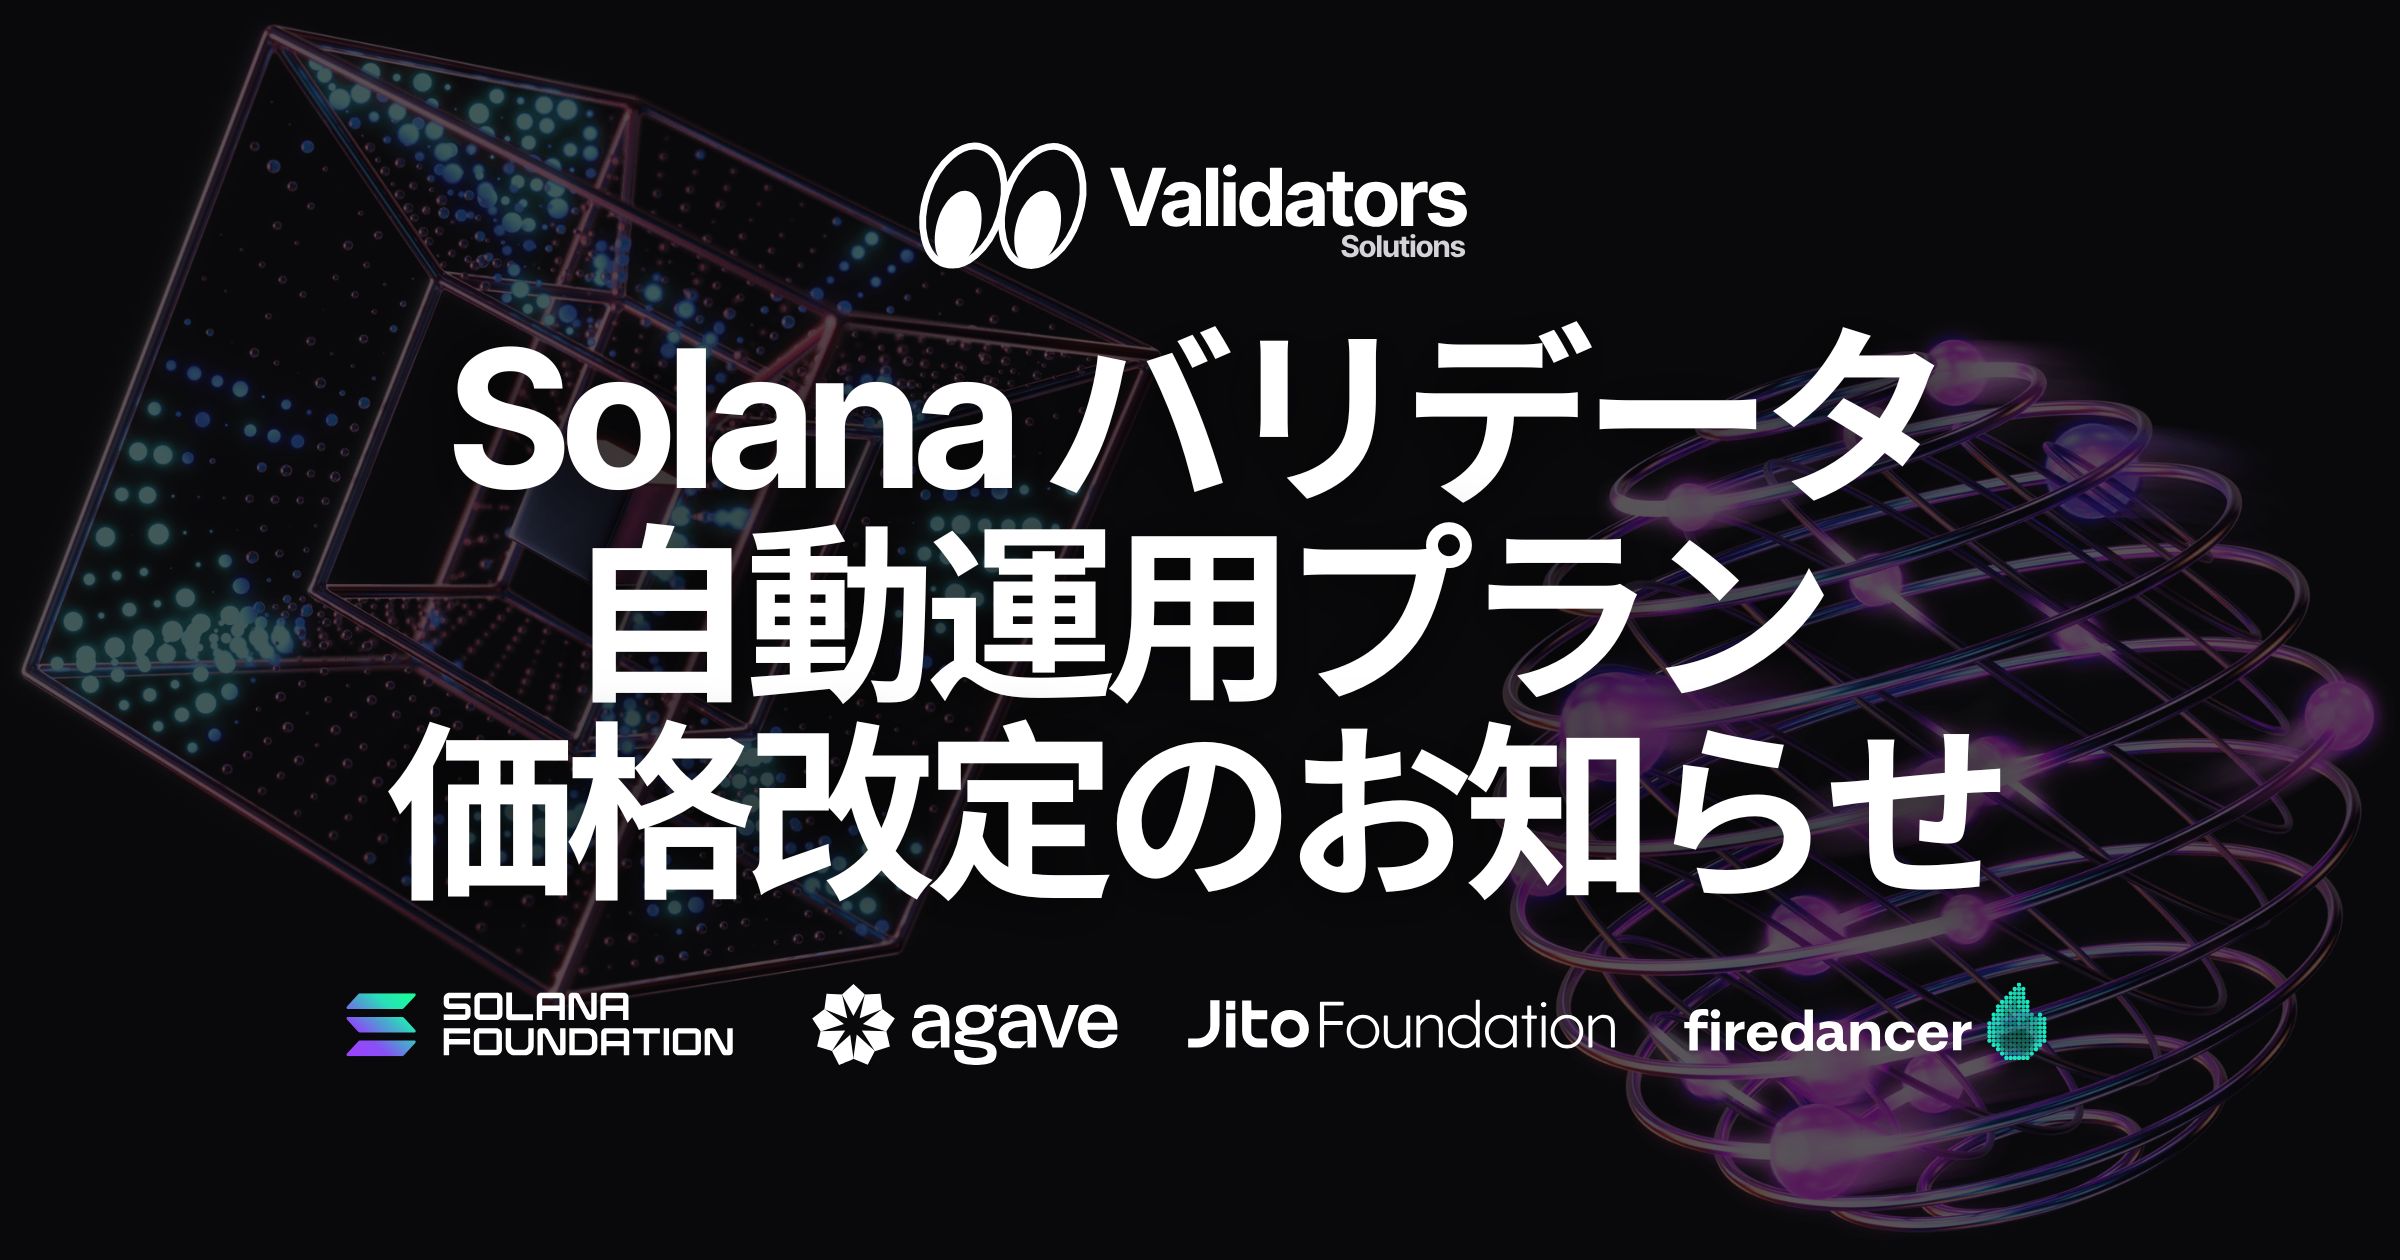 Validators
Solutions
Solana バリデータ
自動運用プラン
価格改定のお知らせ
SOLANA
FOUNDATION
agave
Jito Foundation
firedancer